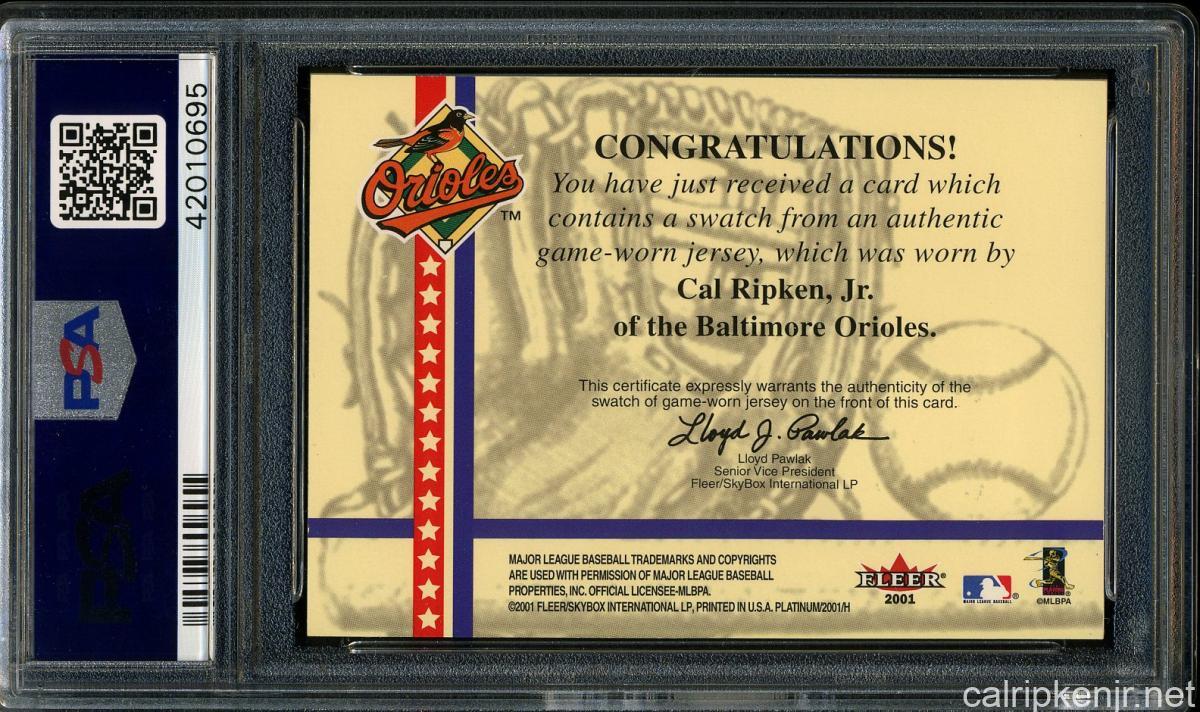 42010695
PSA
PSA
Orioles
TM
CONGRATULATIONS!
You have just received a card which
contains a swatch from an authentic
game-worn jersey, which was worn by
Cal Ripken, Jr.
of the Baltimore Orioles.
This certificate expressly warrants the authenticity of the
swatch of game-worn jersey on the front of this card.
Lloyd J. Pawlak
Lloyd Pawlak
Senior Vice President
Fleer/SkyBox International LP
MAJOR LEAGUE BASEBALL TRADEMARKS AND COPYRIGHTS
ARE USED WITH PERMISSION OF MAJOR LEAGUE BASEBALL
PROPERTIES, INC. OFFICIAL LICENSEE-MLBPA.
©2001 FLEER/SKYBOX INTERNATIONAL LP, PRINTED IN U.S.A. PLATINUM/2001/H
FLEER®
2001
MAJOR LEAGUE BASEBALL ®
©MLBPA
calripkenjr.net